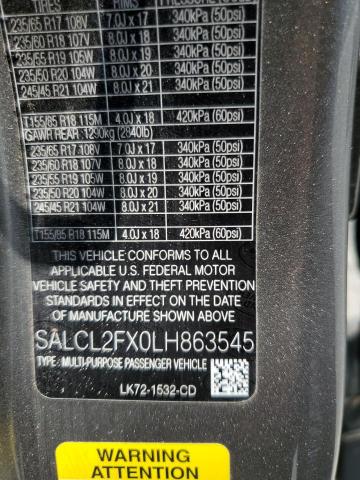 TIRES RIMS
235/65 R17 108V 7.0J x 17 340kPa (50psi)
235/60 R18 107V 8.0J x 18 340kPa (50psi)
235/55 R19 105W 8.0J x 19 340kPa (50psi)
235/50 R20 104W 8.0J x 20 340kPa (50psi)
245/45 R21 104W 8.0J x 21 340kPa (50psi)
T155/85 R18 115M 4.0J x 18 420kPa (60psi)
GAWR REAR: 1290kg (2840lb)
235/65 R17 108V 7.0J x 17 340kPa (50psi)
235/60 R18 107V 8.0J x 18 340kPa (50psi)
235/55 R19 105W 8.0J x 19 340kPa (50psi)
235/50 R20 104W 8.0J x 20 340kPa (50psi)
245/45 R21 104W 8.0J x 21 340kPa (50psi)
T155/85 R18 115M 4.0J x 18 420kPa (60psi)
THIS VEHICLE CONFORMS TO ALL
APPLICABLE U.S. FEDERAL MOTOR
VEHICLE SAFETY AND THEFT PREVENTION
STANDARDS IN EFFECT ON THE DATE OF
MANUFACTURE SHOWN ABOVE
SALCL2FX0LH863545
TYPE: MULTI-PURPOSE PASSENGER VEHICLE
LK72-1532-CD
WARNING
ATTENTION